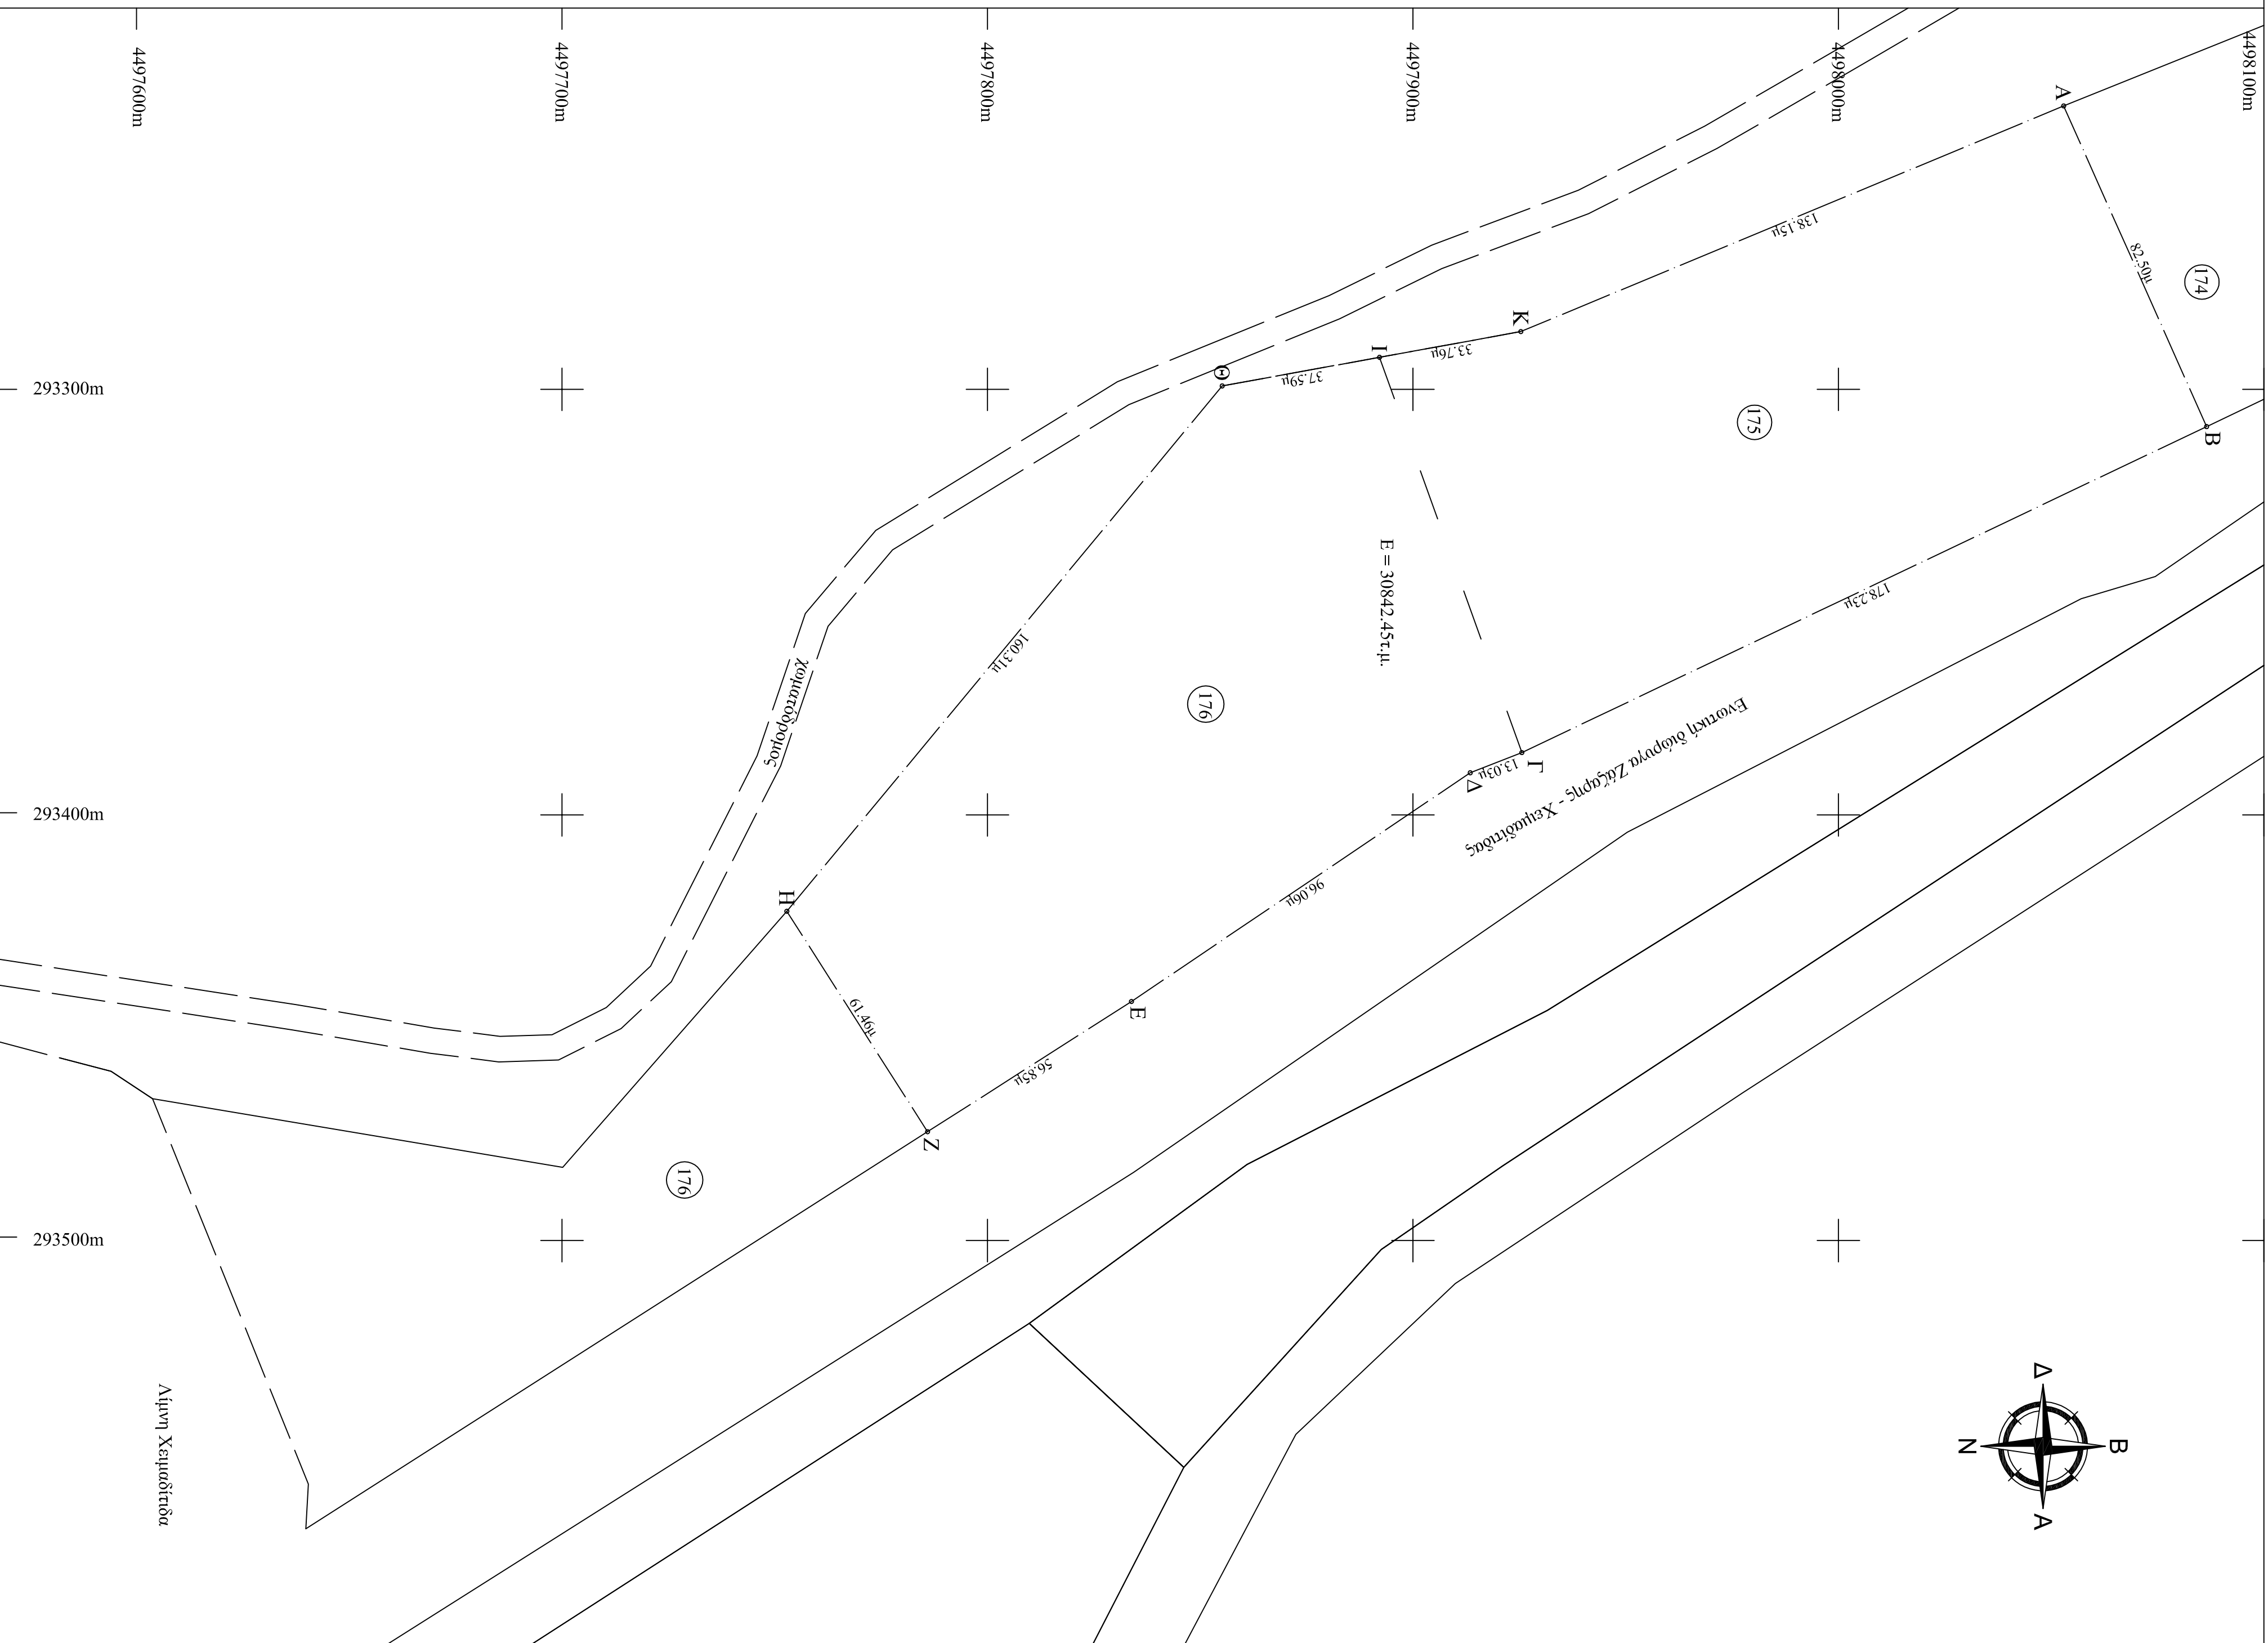 4497600m
4497700m
4497800m
4497900m
4498000m
4498100m
Α
174
82.50μ
138.15μ
Κ
Ι
33.76μ
Θ
37.59μ
293300m
175
Β
Ε = 30842.45τ.μ.
178.23μ
160.31μ
χωματόδρομος
176
Ενωτική διώρυγα Ζάζαρης - Χειμαδίτιδας
Γ
13.03μ
Δ
293400m
Η
96.06μ
61.46μ
Ε
56.85μ
Ζ
176
293500m
Λίμνη Χειμαδίτιδα
Δ
Β
Ν
Α